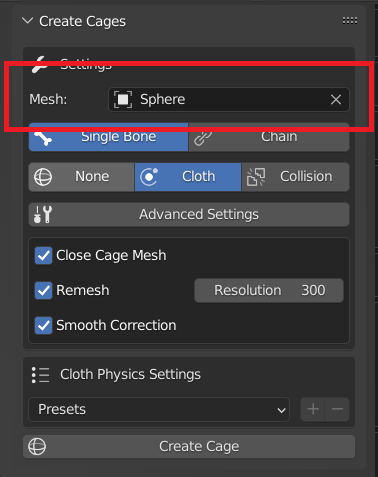 Create Cages
Settings
Mesh: Sphere
Single Bone Chain
None Cloth Collision
Advanced Settings
Close Cage Mesh
Remesh Resolution 300
Smooth Correction
Cloth Physics Settings
Presets
Create Cage